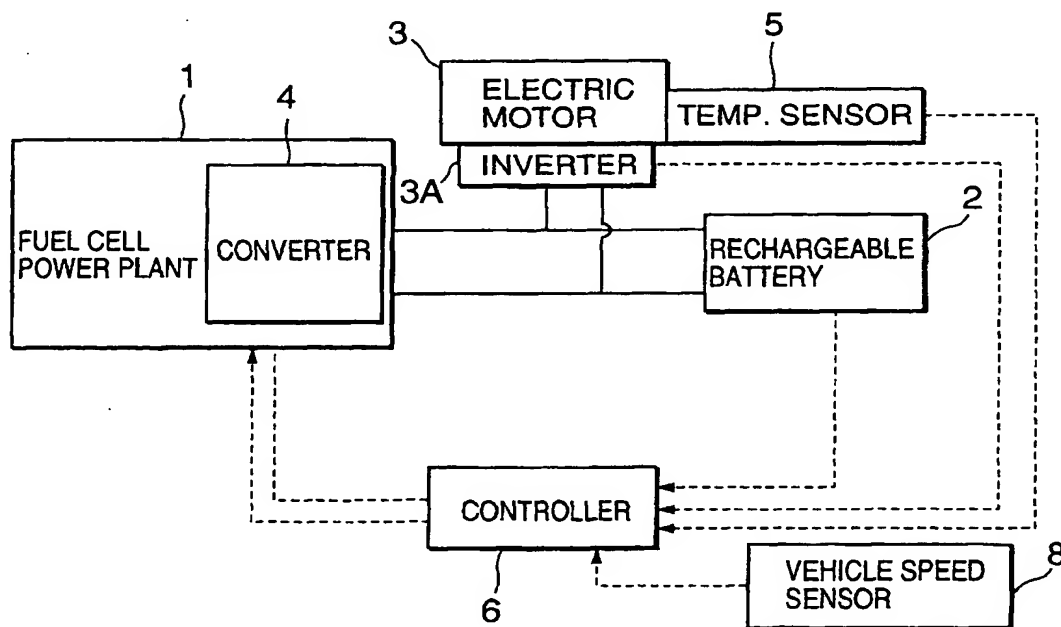 3
5
1
4
ELECTRIC
MOTOR
TEMP. SENSOR
INVERTER
3A
2
FUEL CELL
POWER PLANT
CONVERTER
RECHARGEABLE
BATTERY
CONTROLLER
6
VEHICLE SPEED
SENSOR
8